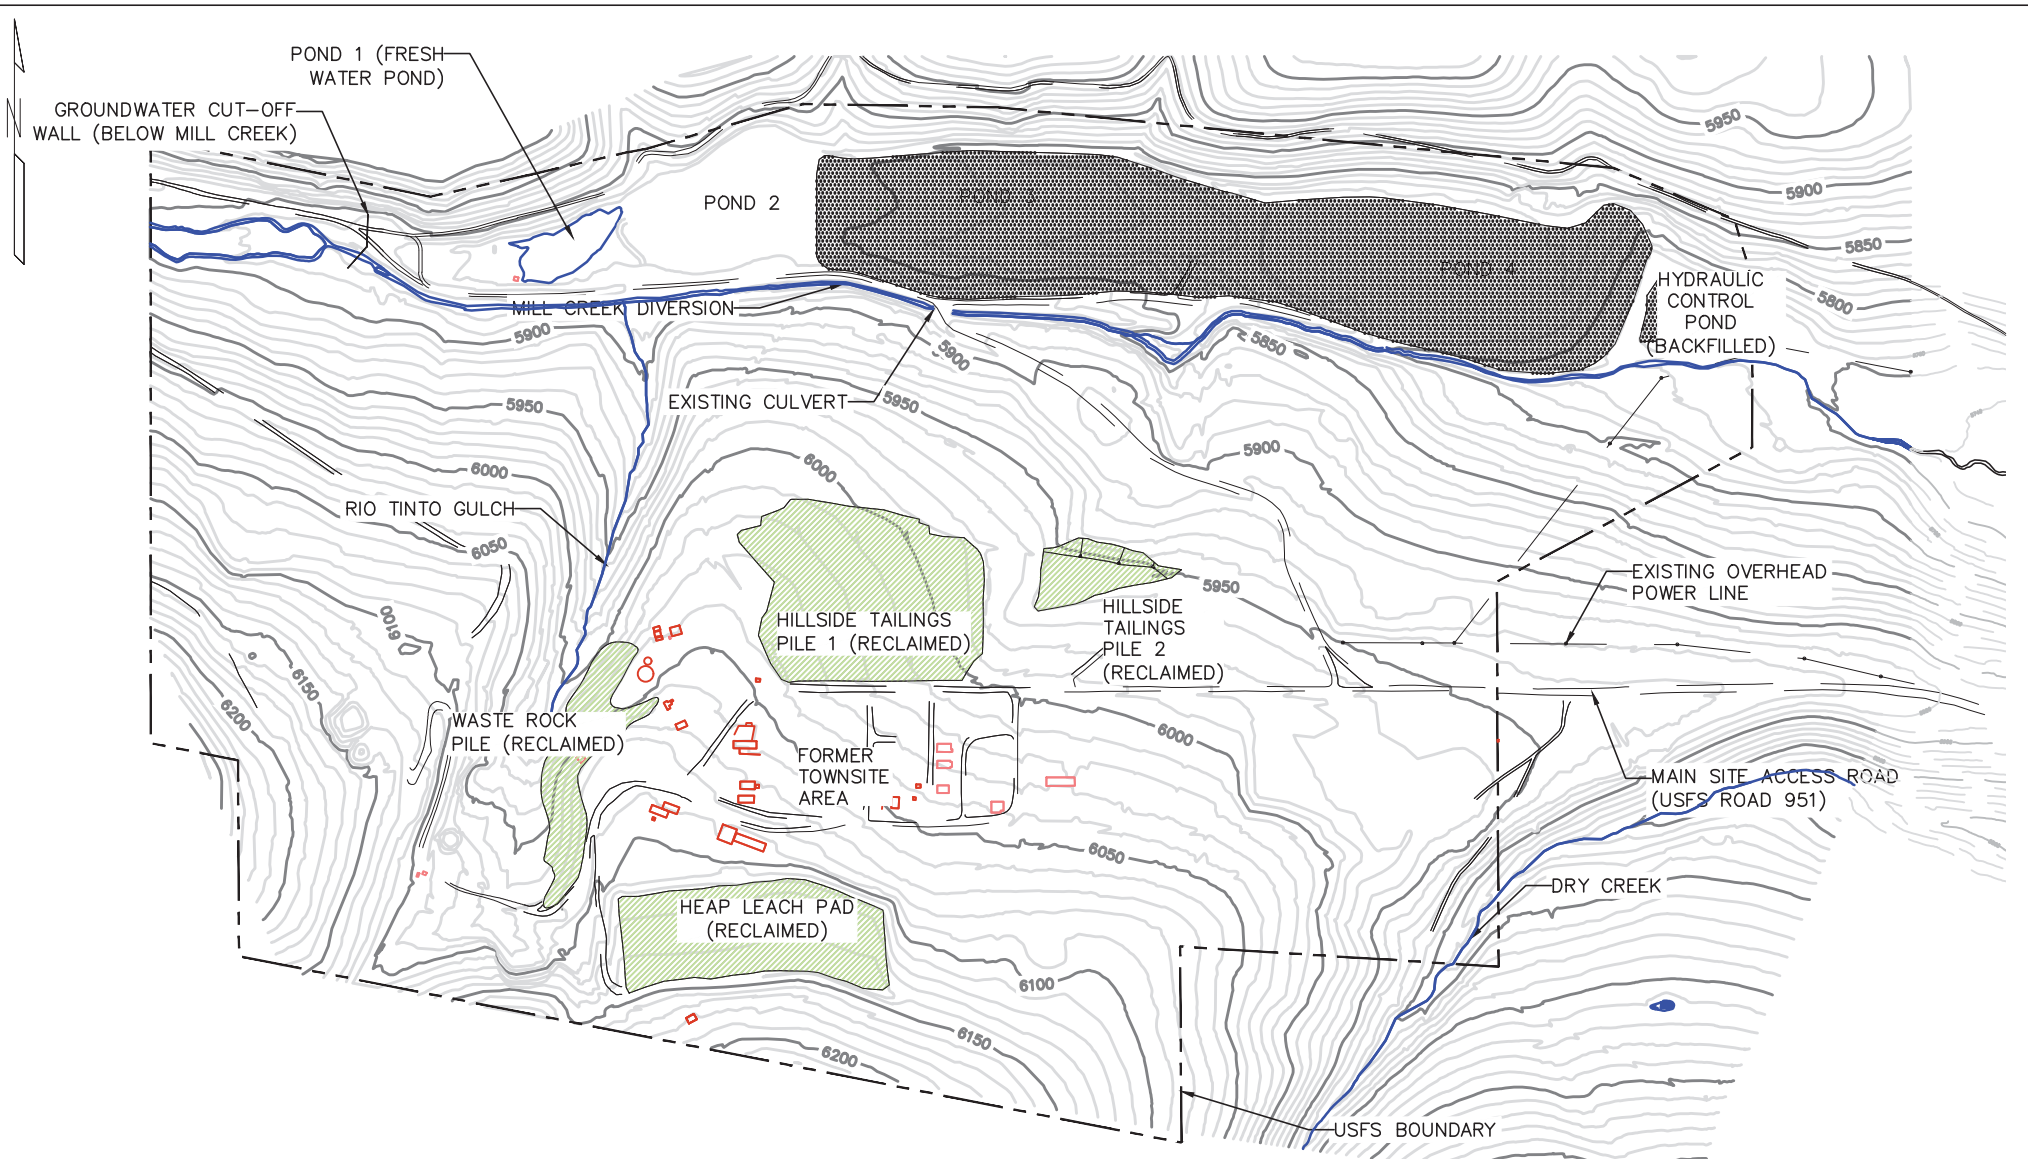 POND 1 (FRESH
WATER POND)
GROUNDWATER CUT-OFF
WALL (BELOW MILL CREEK)
N
5950
POND 2
POND 3
5900
5850
POND 4
HYDRAULIC
CONTROL
POND
(BACKFILLED)
5800
MILL CREEK DIVERSION
5900
5900
5850
5950
EXISTING CULVERT
5950
5900
6000
6000
RIO TINTO GULCH
6050
5950
EXISTING OVERHEAD
POWER LINE
6100
HILLSIDE TAILINGS
PILE 1 (RECLAIMED)
HILLSIDE
TAILINGS
PILE 2
(RECLAIMED)
6150
6200
WASTE ROCK
PILE (RECLAIMED)
6000
FORMER
TOWNSITE
AREA
MAIN SITE ACCESS ROAD
(USFS ROAD 951)
6050
DRY CREEK
HEAP LEACH PAD
(RECLAIMED)
6100
6150
6200
USFS BOUNDARY